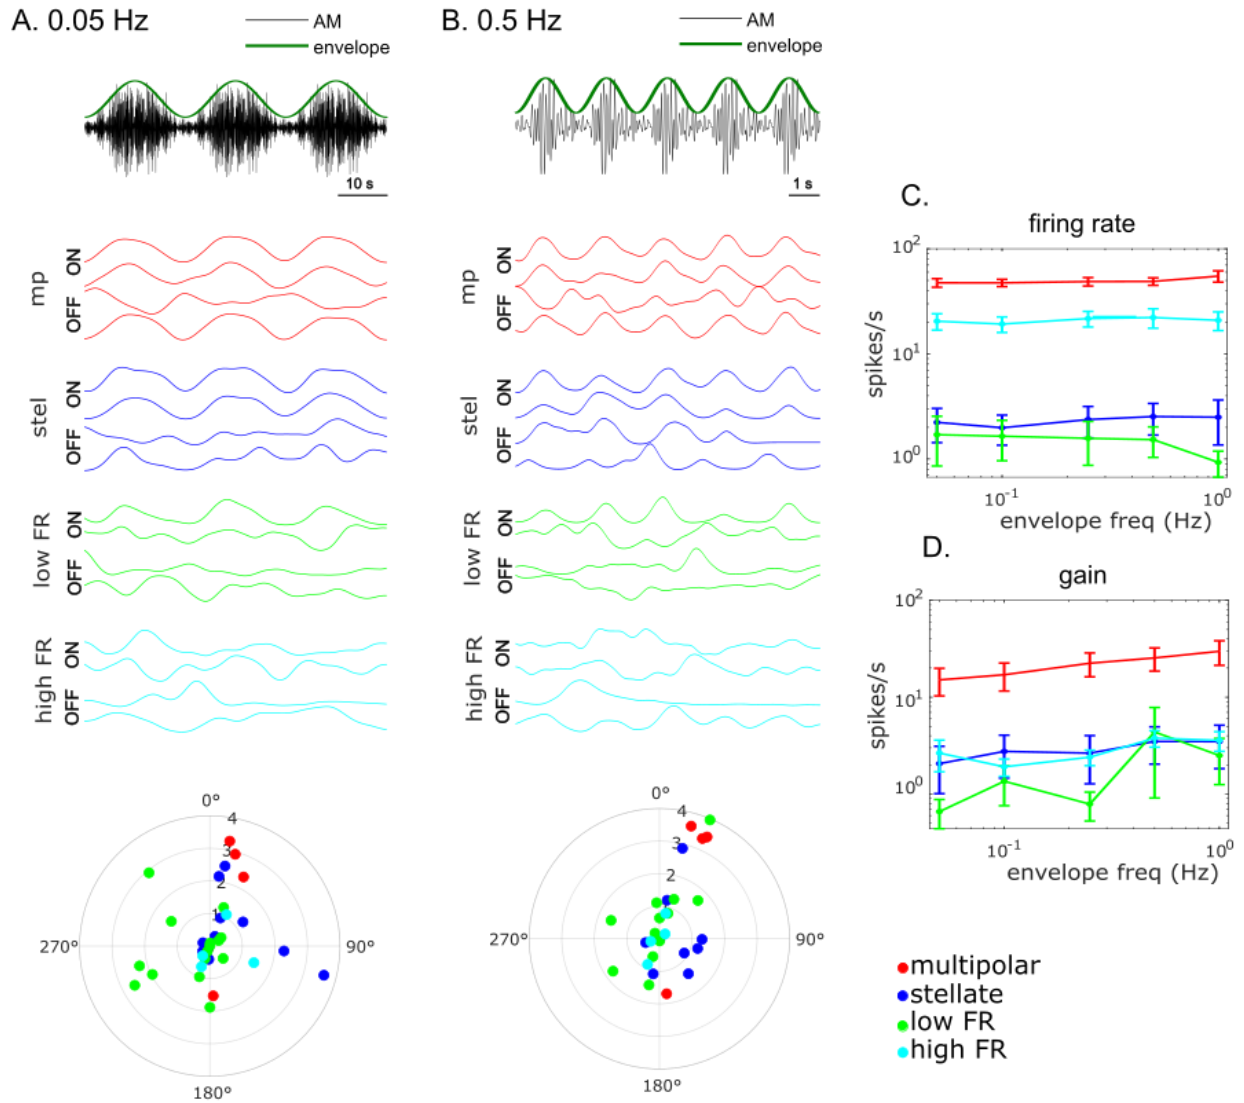 A. 0.05 Hz
AM
envelope
10 s
B. 0.5 Hz
AM
envelope
1 s
mp
ON
OFF
stel
ON
OFF
low FR
ON
OFF
high FR
ON
OFF
mp
ON
OFF
stel
ON
OFF
low FR
ON
OFF
high FR
ON
OFF
0°
4
3
2
1
270°
90°
180°
0°
4
3
2
1
270°
90°
180°
C.
firing rate
10²
10¹
10⁰
spikes/s
10⁻¹
10⁰
envelope freq (Hz)
D.
gain
10²
10¹
10⁰
spikes/s
10⁻¹
10⁰
envelope freq (Hz)
multipolar
stellate
low FR
high FR